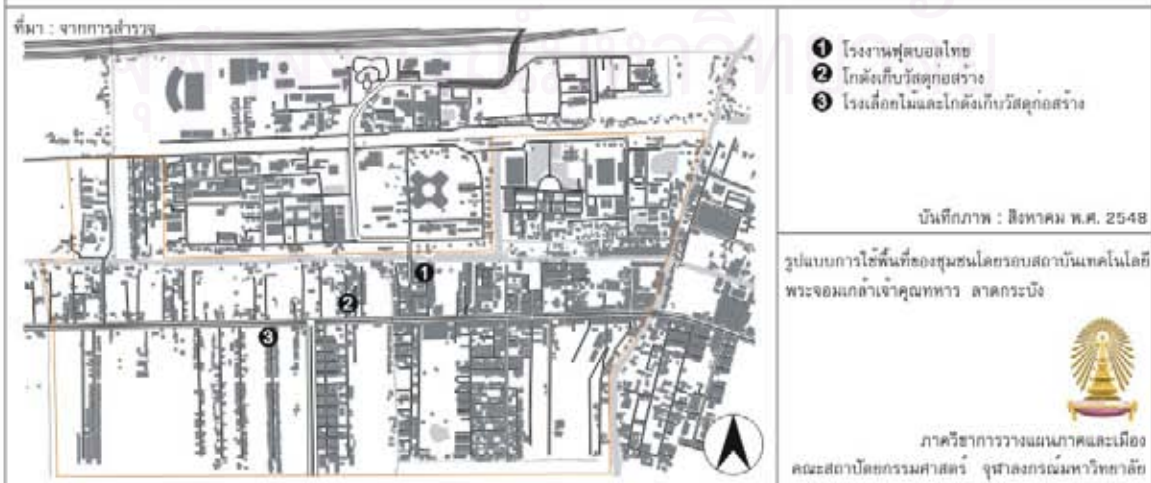 ที่มา : จากการสำรวจ
❶ โรงงานฟุตบอลไทย
❷ โกดังเก็บวัสดุก่อสร้าง
❸ โรงเลื่อยไม้และโกดังเก็บวัสดุก่อสร้าง
บันทึกภาพ : สิงหาคม พ.ศ. 2548
รูปแบบการใช้พื้นที่ของชุมชนโดยรอบสถาบันเทคโนโลยี
พระจอมเกล้าเจ้าคุณทหาร ลาดกระบัง
ภาควิชาการวางแผนภาคและเมือง
คณะสถาปัตยกรรมศาสตร์ จุฬาลงกรณ์มหาวิทยาลัย
1
2
3